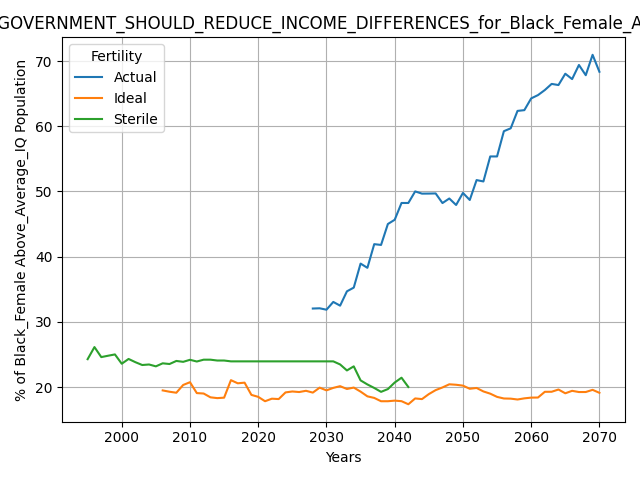 GOVERNMENT_SHOULD_REDUCE_INCOME_DIFFERENCES_for_Black_Female_A
Fertility
Actual
Ideal
Sterile
% of Black_Female Above_Average_IQ Population
70
60
50
40
30
20
2000 2010 2020 2030 2040 2050 2060 2070
Years